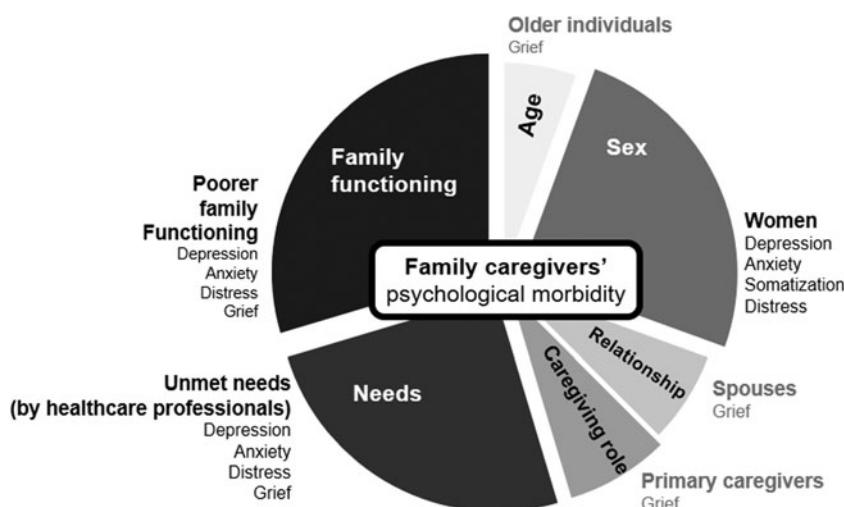 Older individuals
Grief
Age
Sex
Family
functioning
Poorer
family
Functioning
Depression
Anxiety
Distress
Grief
Women
Depression
Anxiety
Somatization
Distress
Family caregivers’
psychological morbidity
Relationship
Spouses
Grief
Caregiving role
Primary caregivers
Grief
Needs
Unmet needs
(by healthcare professionals)
Depression
Anxiety
Distress
Grief